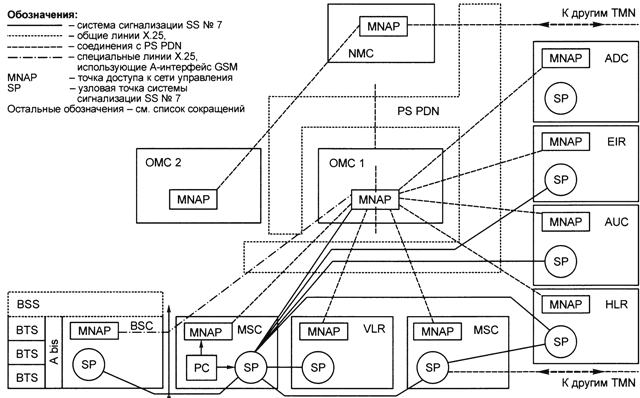 Обозначения:
– система сигнализации SS № 7
– общие линии X.25,
– соединения с PS PDN
– специальные линии X.25,
использующие A-интерфейс GSM
MNAP – точка доступа к сети управления
SP – узловая точка системы
сигнализации SS № 7
Остальные обозначения – см. список сокращений
MNAP
NMC
К другим TMN
PS PDN
MNAP
ADC
SP
OMC 2
MNAP
OMC 1
MNAP
MNAP
EIR
SP
MNAP
AUC
SP
MNAP
HLR
SP
BSS
BTS
BTS
BTS
A bis
MNAP
BSC
SP
MNAP
MSC
PC
SP
MNAP
VLR
SP
MNAP
MSC
SP
К другим TMN